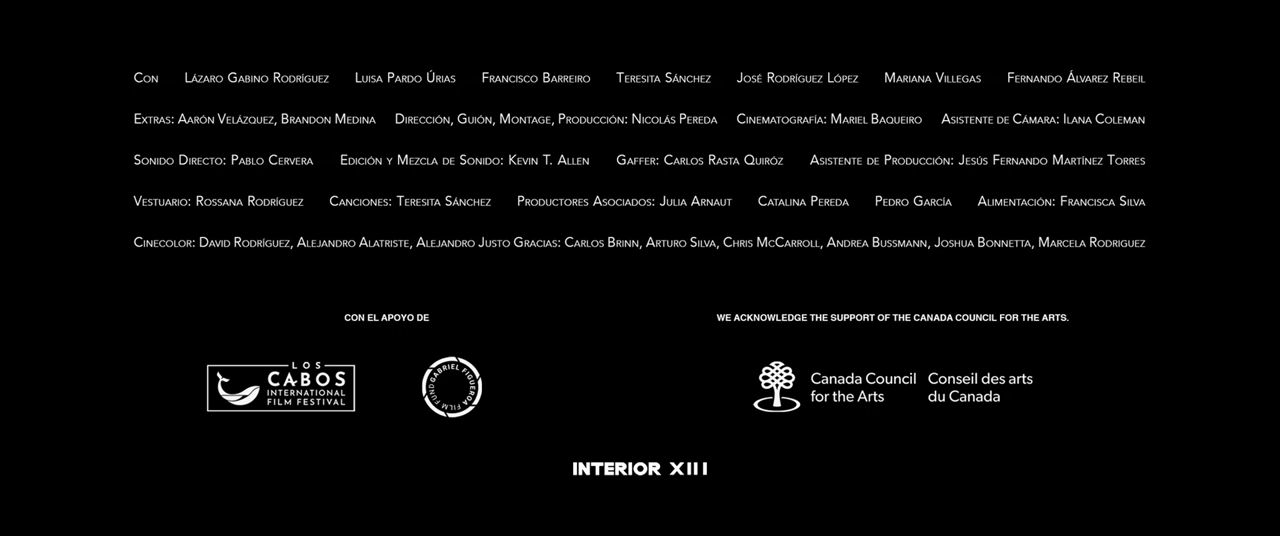 Con Lázaro Gabino Rodríguez Luisa Pardo Úrias Francisco Barreiro Teresita Sánchez José Rodríguez López Mariana Villegas Fernando Álvarez Rebeil
Extras: Aarón Velázquez, Brandon Medina Dirección, Guión, Montage, Producción: Nicolás Pereda Cinematografía: Mariel Baqueiro Asistente de Cámara: Ilana Coleman
Sonido Directo: Pablo Cervera Edición y Mezcla de Sonido: Kevin T. Allen Gaffer: Carlos Rasta Quiróz Asistente de Producción: Jesús Fernando Martínez Torres
Vestuario: Rossana Rodríguez Canciones: Teresita Sánchez Productores Asociados: Julia Arnaut Catalina Pereda Pedro García Alimentación: Francisca Silva
Cinecolor: David Rodríguez, Alejandro Alatriste, Alejandro Justo Gracias: Carlos Brinn, Arturo Silva, Chris McCarroll, Andrea Bussmann, Joshua Bonnetta, Marcela Rodriguez
CON EL APOYO DE
LOS
CABOS
INTERNATIONAL
FILM FESTIVAL
GABRIEL FIGUEROA FILM FUND
WE ACKNOWLEDGE THE SUPPORT OF THE CANADA COUNCIL FOR THE ARTS.
Canada Council
for the Arts
Conseil des arts
du Canada
INTERIOR XIII